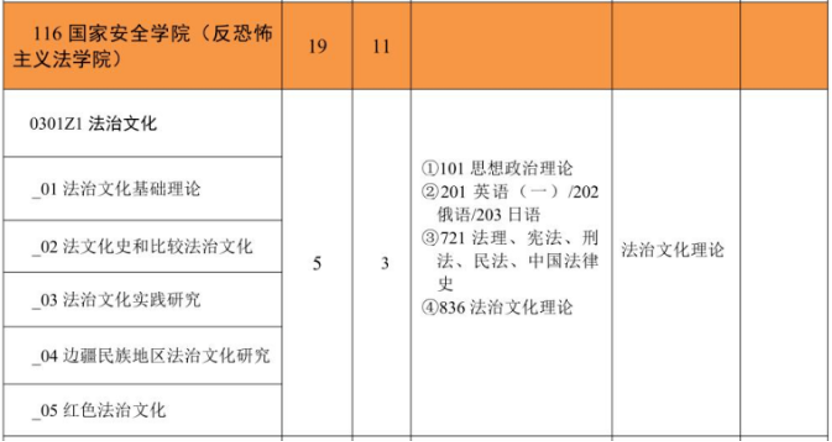 116 国家安全学院（反恐怖
主义法学院）
19
11
0301Z1 法治文化
_01 法治文化基础理论
_02 法文化史和比较法治文化
_03 法治文化实践研究
_04 边疆民族地区法治文化研究
_05 红色法治文化
5
3
①101 思想政治理论
②201 英语（一）/202
俄语/203 日语
③721 法理、宪法、刑
法、民法、中国法律
史
④836 法治文化理论
法治文化理论